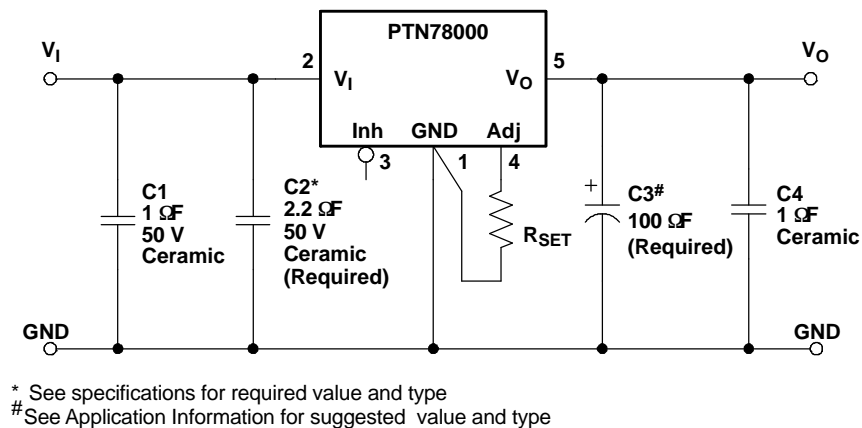 PTN78000
V_I
2
V_I
V_O
5
V_O
Inh
GND
Adj
3
1
4
C1
1 ΩF
50 V
Ceramic
C2*
2.2 ΩF
50 V
Ceramic
(Required)
R_SET
+
C3#
100 ΩF
(Required)
C4
1 ΩF
Ceramic
GND
GND
* See specifications for required value and type
# See Application Information for suggested value and type